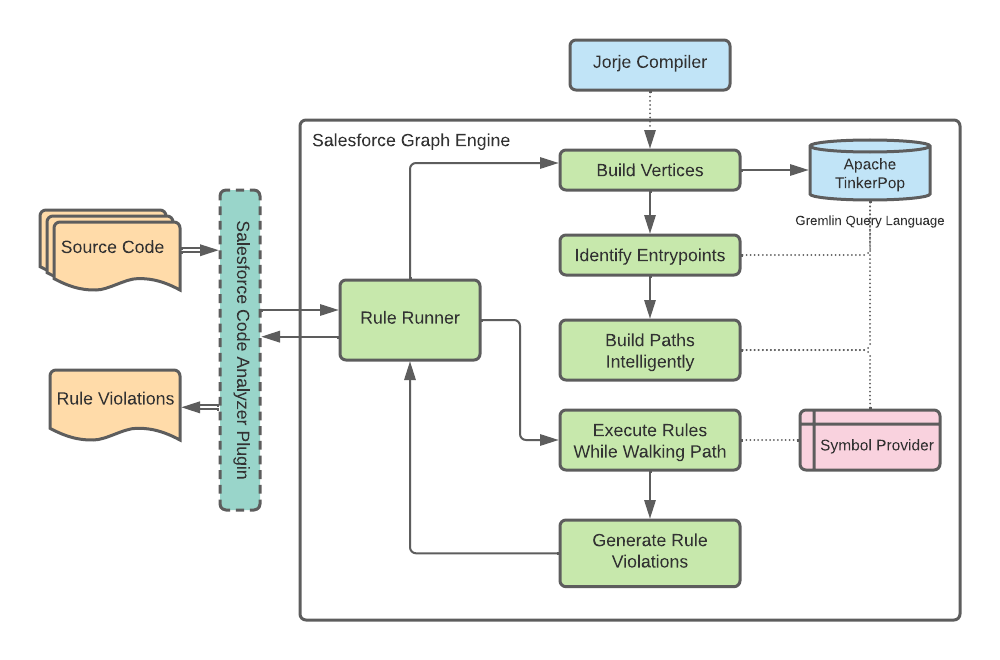 Jorje Compiler
Salesforce Graph Engine
Build Vertices
Apache
TinkerPop
Gremlin Query Language
Source Code
Salesforce Code Analyzer Plugin
Identify Entrypoints
Rule Runner
Build Paths
Intelligently
Rule Violations
Execute Rules
While Walking Path
Symbol Provider
Generate Rule
Violations